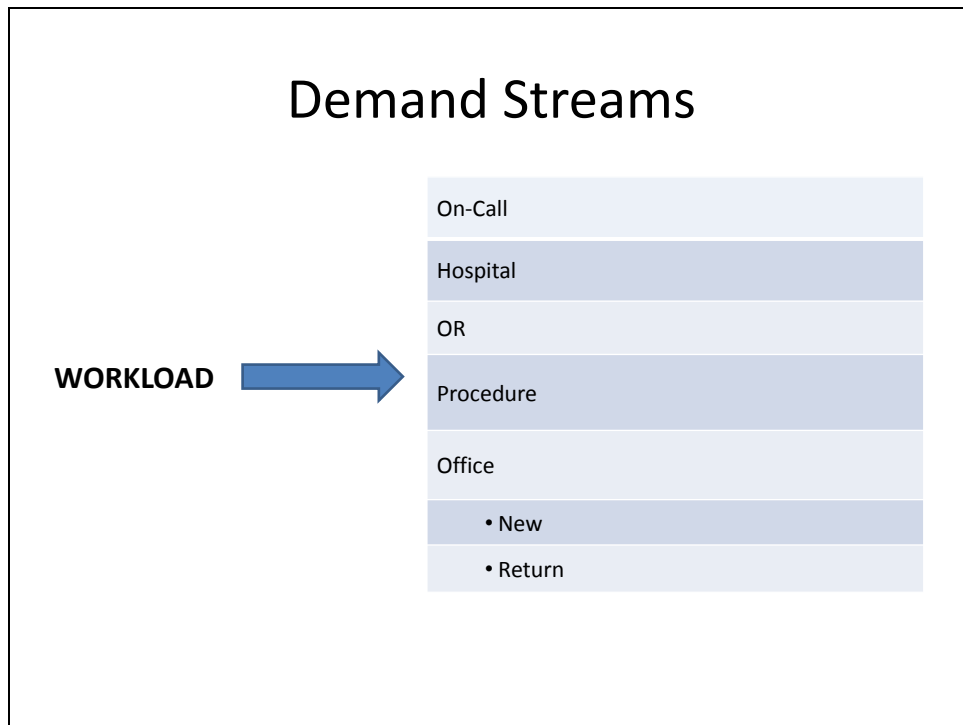 Demand Streams
On-Call
Hospital
OR
WORKLOAD
Procedure
Office
• New
• Return